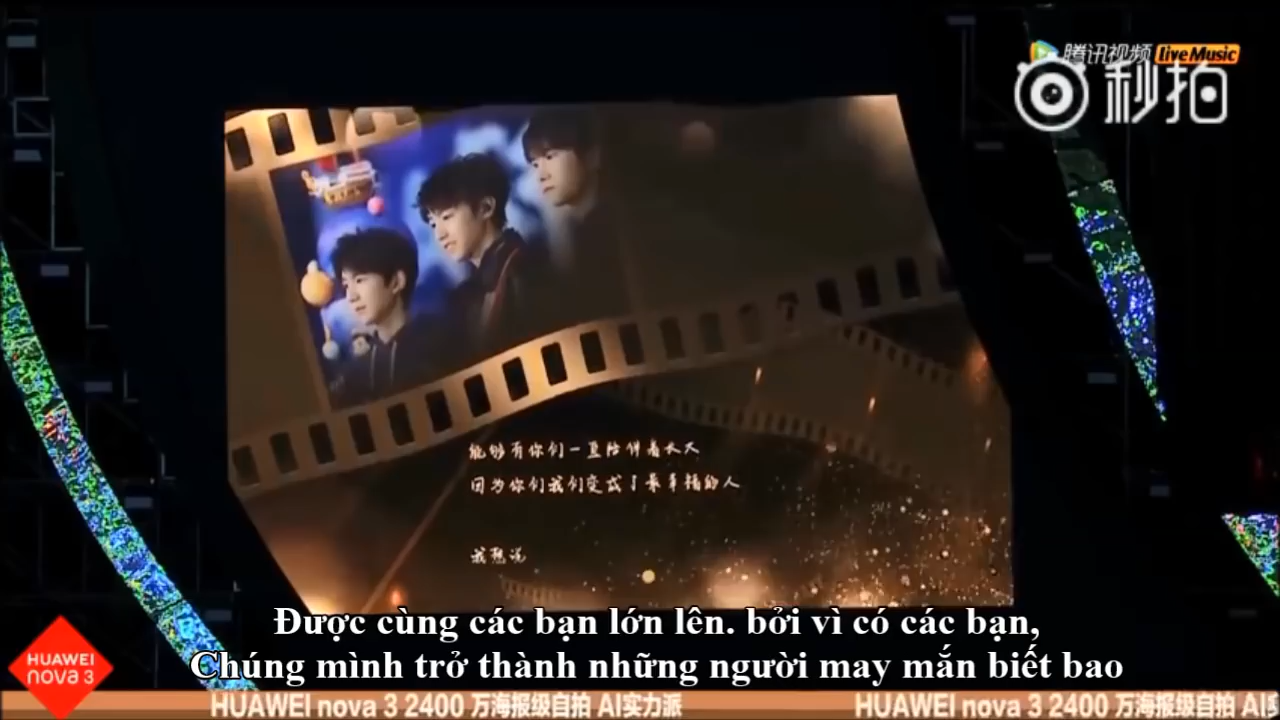 腾讯视频 Live Music
秒拍
能够有你们一直陪伴着长大
因为你们我们变成了最幸福的人
我想说
Được cùng các bạn lớn lên. bởi vì có các bạn,
Chúng mình trở thành những người may mắn biết bao
HUAWEI
nova 3
HUAWEI nova 3 2400 万海报级自拍 AI实力派
HUAWEI nova 3 2400 万海报级自拍 AI实